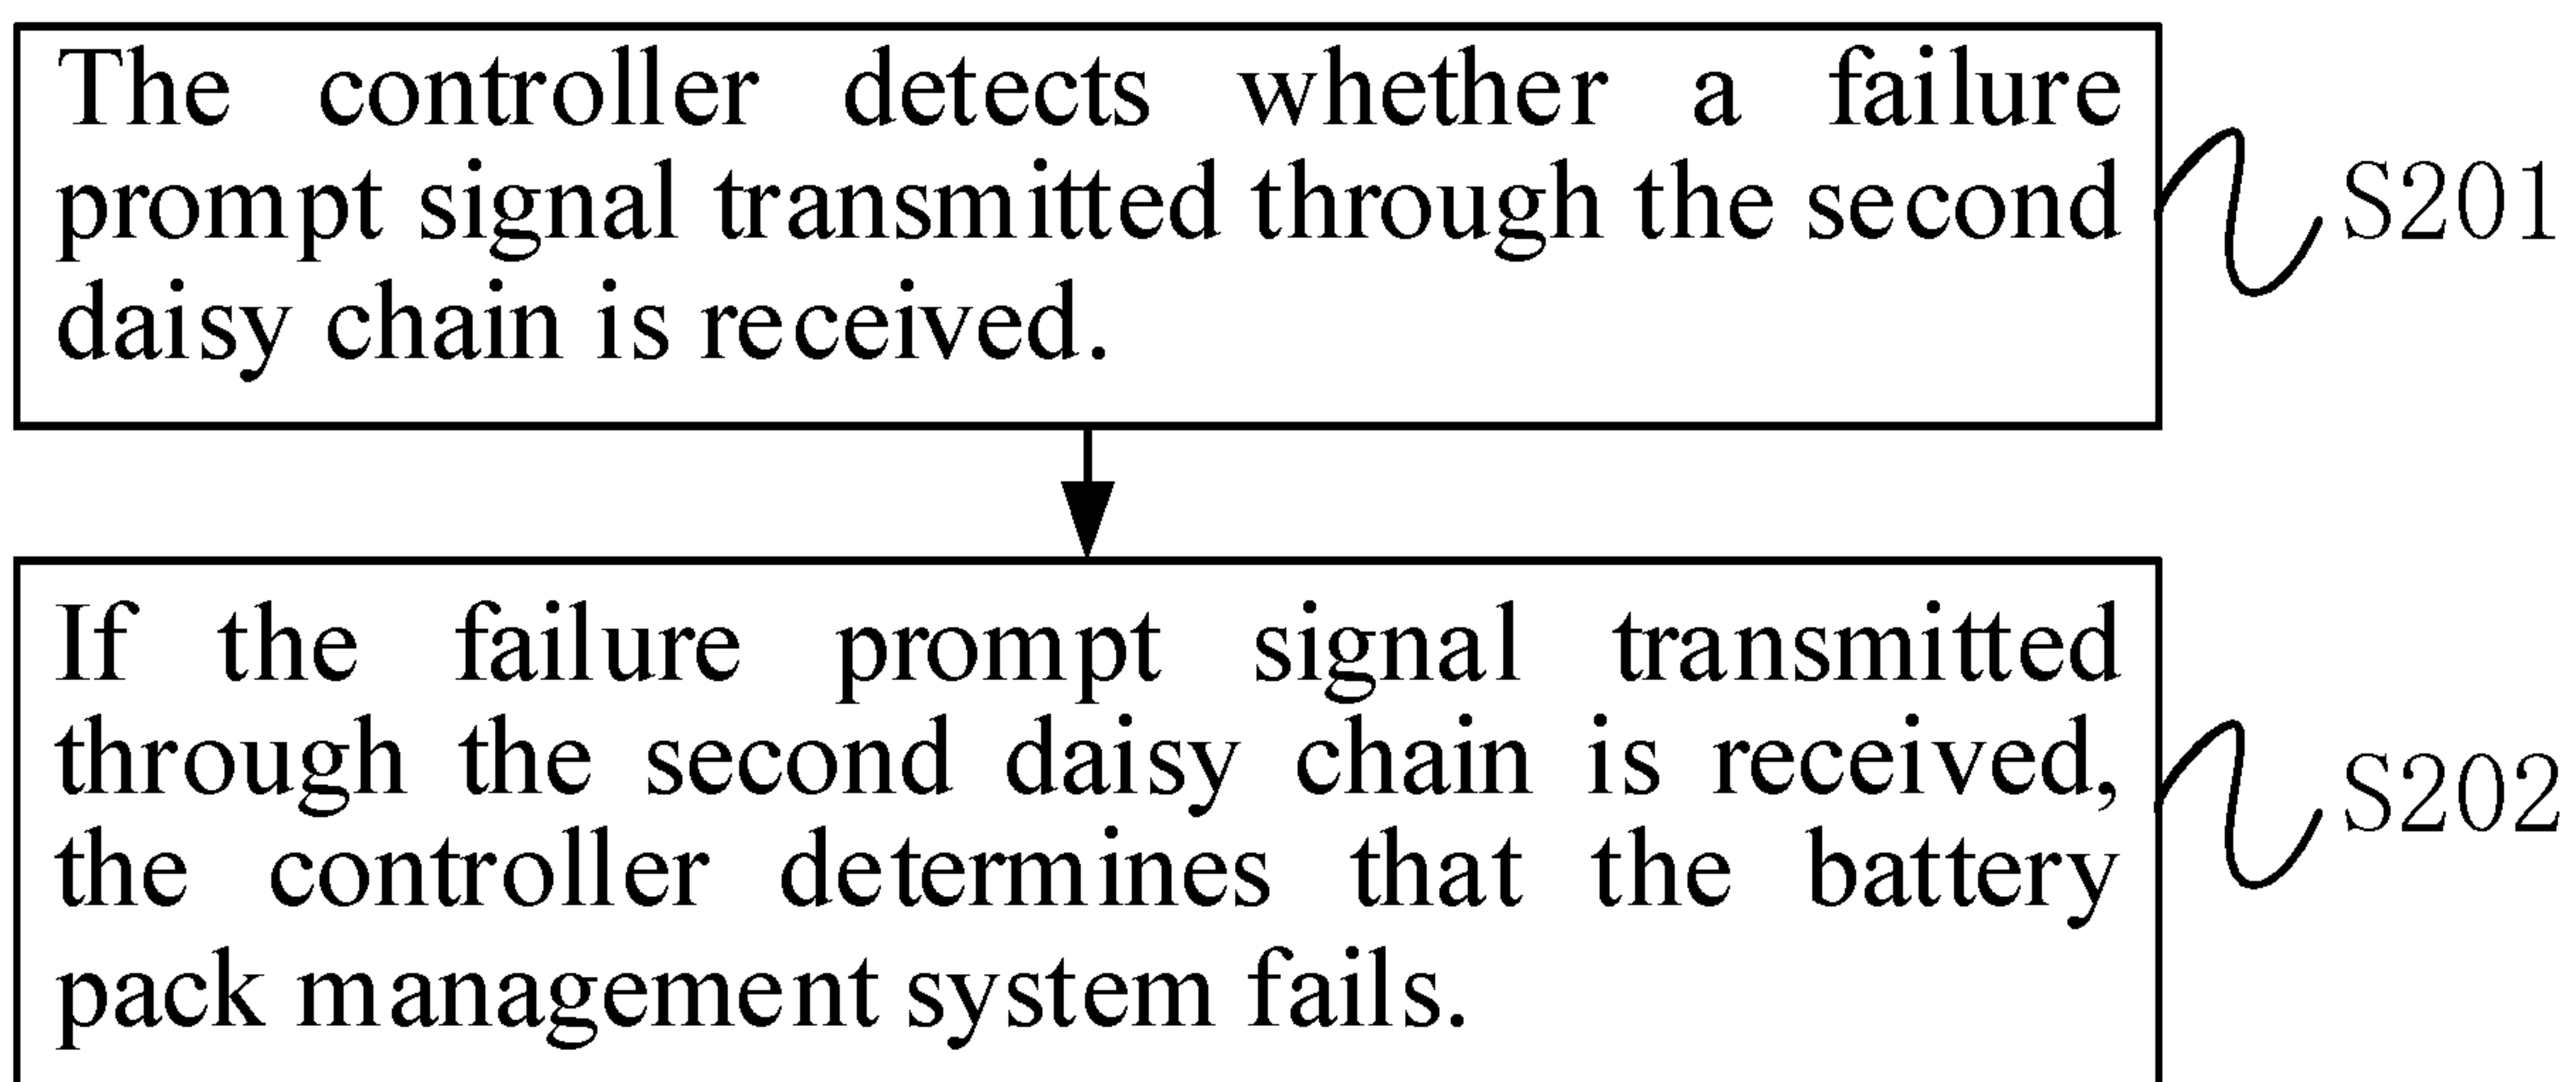 The controller detects whether a failure
prompt signal transmitted through the second
daisy chain is received.
S201
If the failure prompt signal transmitted
through the second daisy chain is received,
the controller determines that the battery
pack management system fails.
S202